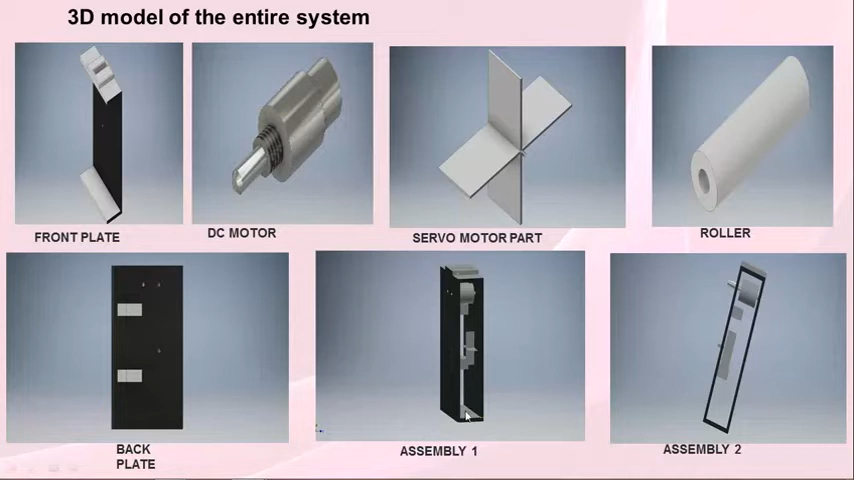 3D model of the entire system
FRONT PLATE
DC MOTOR
SERVO MOTOR PART
ROLLER
BACK
PLATE
ASSEMBLY 1
ASSEMBLY 2